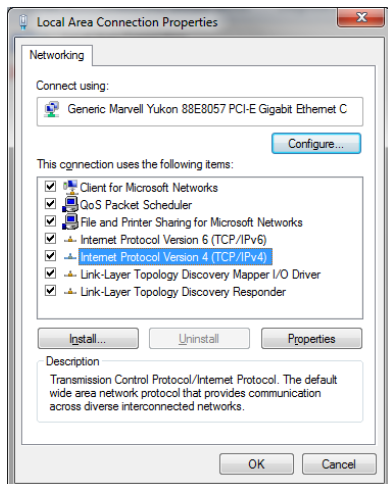 Local Area Connection Properties
Networking
Connect using:
Generic Marvell Yukon 88E8057 PCI-E Gigabit Ethernet C
Configure...
This connection uses the following items:
Client for Microsoft Networks
QoS Packet Scheduler
File and Printer Sharing for Microsoft Networks
Internet Protocol Version 6 (TCP/IPv6)
Internet Protocol Version 4 (TCP/IPv4)
Link-Layer Topology Discovery Mapper I/O Driver
Link-Layer Topology Discovery Responder
Install... Uninstall Properties
Description
Transmission Control Protocol/Internet Protocol. The default
wide area network protocol that provides communication
across diverse interconnected networks.
OK Cancel